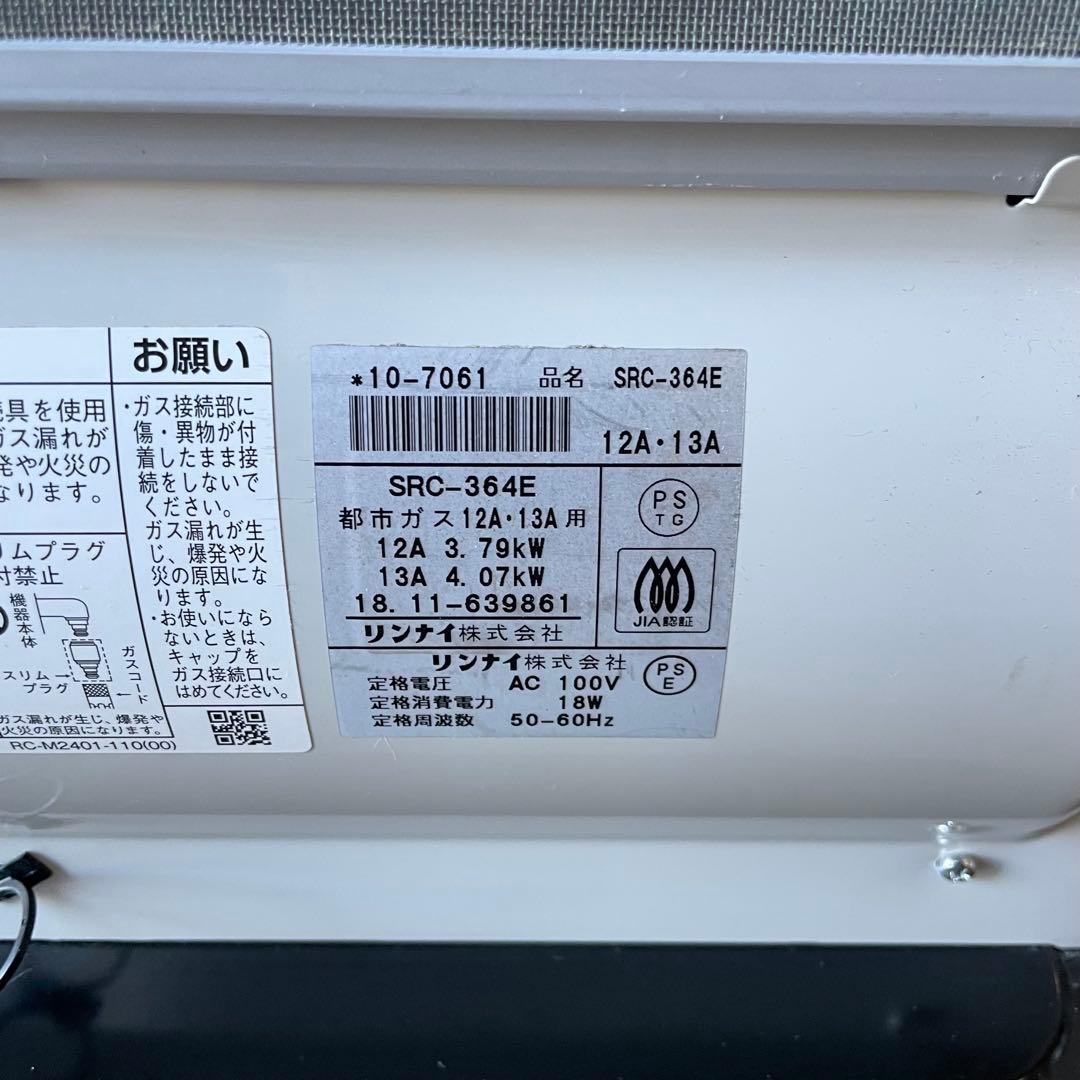 具を使用
ガス漏れが
発や火災の
なります。
リムプラグ
付禁止
機器本体
ガスコード
スリム
プラグ
ガス漏れが生じ、爆発や
火災の原因になります。
RC-M2401-110(00)
お願い
・ガス接続部に
傷・異物が付
着したまま接
続をしないで
ください。
ガス漏れが生
じ、爆発や火
災の原因にな
ります。
・お使いになら
ないときは、
キャップを
ガス接続口に
はめてください。
*10-7061 品名 SRC-364E
12A・13A
SRC-364E
都市ガス12A・13A用
12A 3.79kW
13A 4.07kW
18. 11-639861
リンナイ株式会社
PS
TG
JIA認証
リンナイ株式会社
定格電圧 AC 100V
定格消費電力 18W
定格周波数 50-60Hz
PS
E